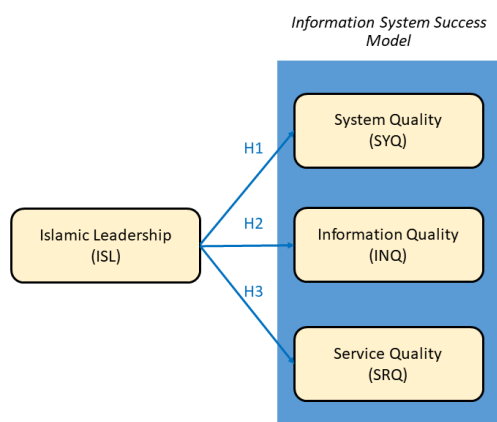 Information System Success
Model
System Quality
(SYQ)
H1
H2
Islamic Leadership
(ISL)
Information Quality
(INQ)
H3
Service Quality
(SRQ)